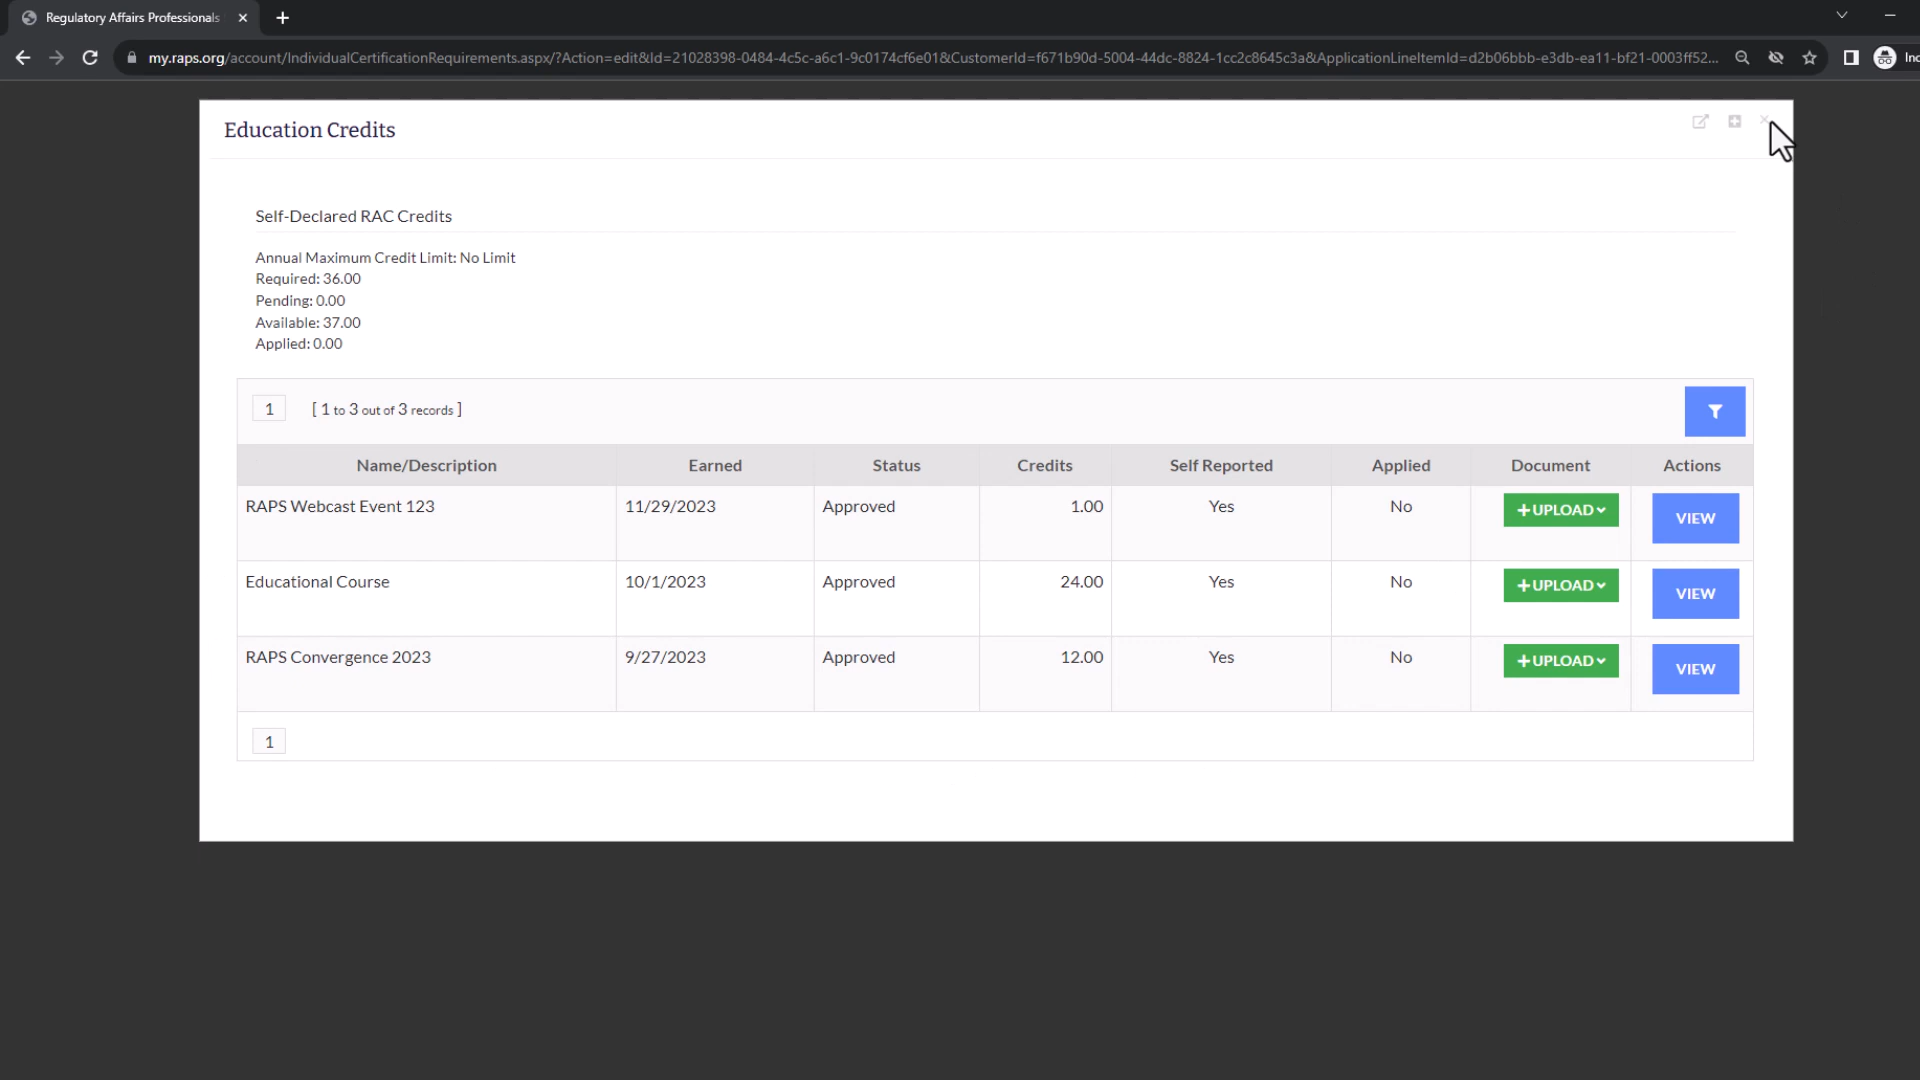 Regulatory Affairs Professionals
my.raps.org/account/IndividualCertificationRequirements.aspx/?Action=edit&Id=21028398-0484-4c5c-a6c1-9c0174cf6e01&CustomerId=f671b90d-5004-44dc-8824-1cc2c8645c3a&ApplicationLineItemId=d2b06bbb-e3db-ea11-bf21-0003ff52... Inc
Education Credits
Self-Declared RAC Credits
Annual Maximum Credit Limit: No Limit
Required: 36.00
Pending: 0.00
Available: 37.00
Applied: 0.00
1 [ 1 to 3 out of 3 records ]
Name/Description Earned Status Credits Self Reported Applied Document Actions
RAPS Webcast Event 123 11/29/2023 Approved 1.00 Yes No +UPLOAD VIEW
Educational Course 10/1/2023 Approved 24.00 Yes No +UPLOAD VIEW
RAPS Convergence 2023 9/27/2023 Approved 12.00 Yes No +UPLOAD VIEW
1